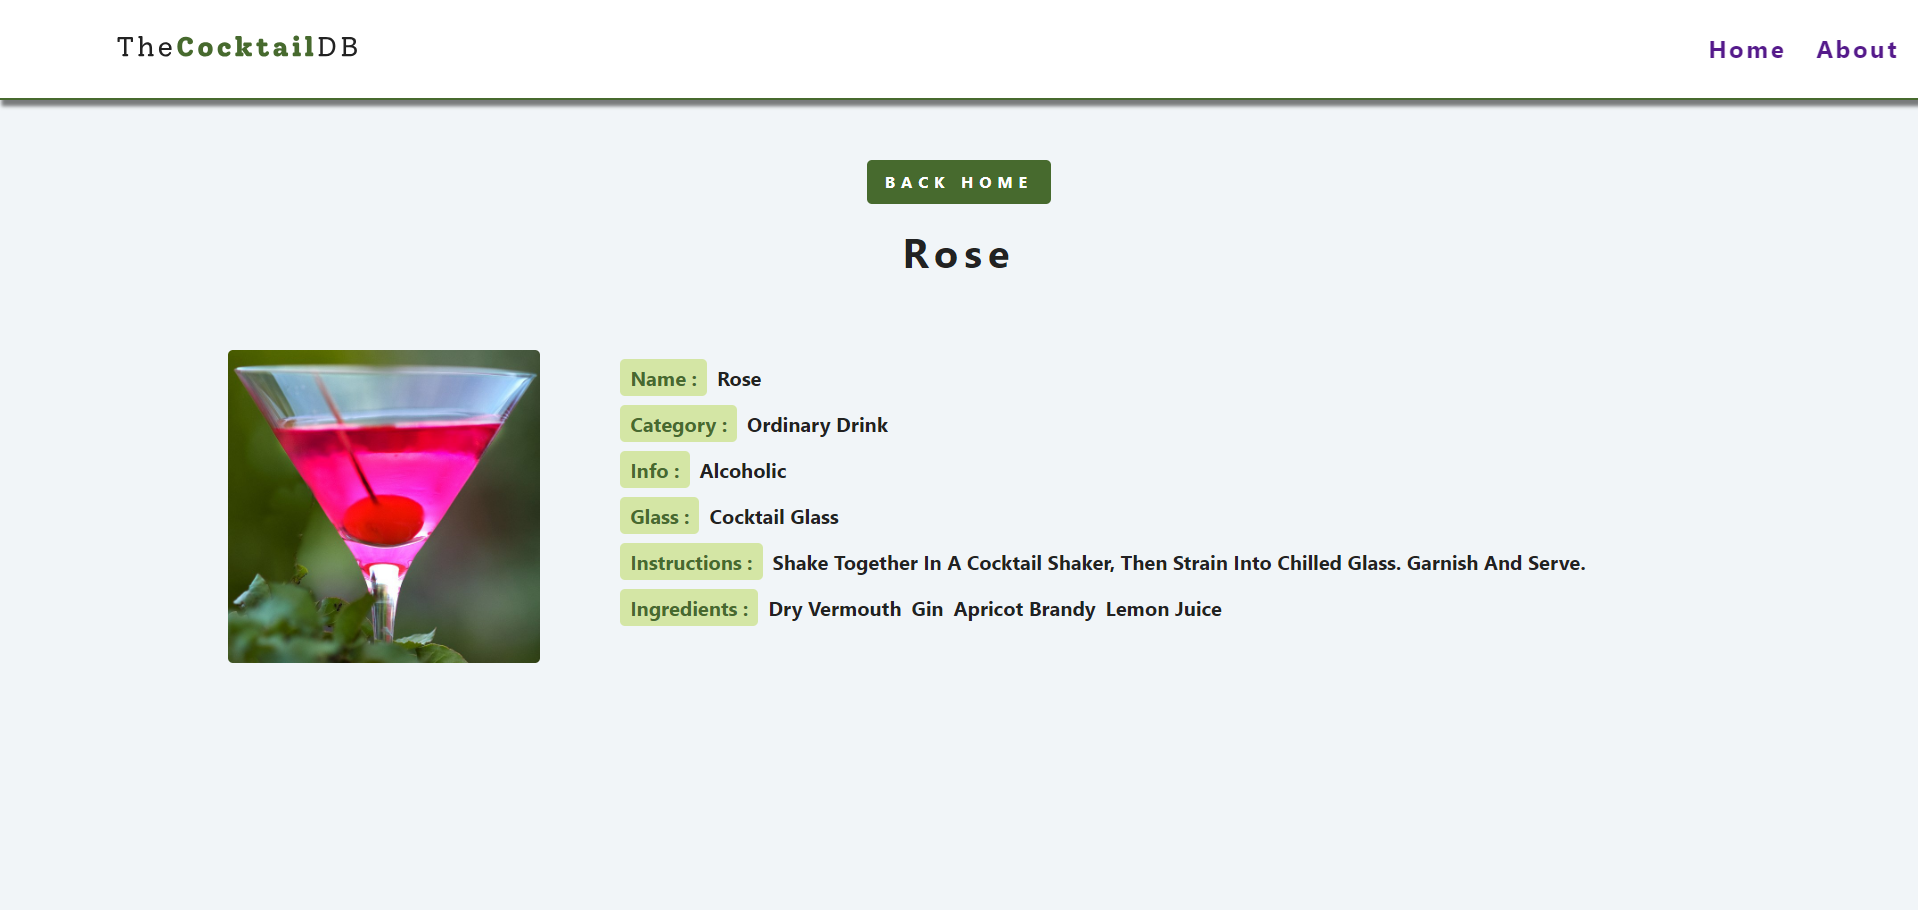 TheCocktailDB
Home About
BACK HOME
Rose
Name : Rose
Category : Ordinary Drink
Info : Alcoholic
Glass : Cocktail Glass
Instructions : Shake Together In A Cocktail Shaker, Then Strain Into Chilled Glass. Garnish And Serve.
Ingredients : Dry Vermouth Gin Apricot Brandy Lemon Juice